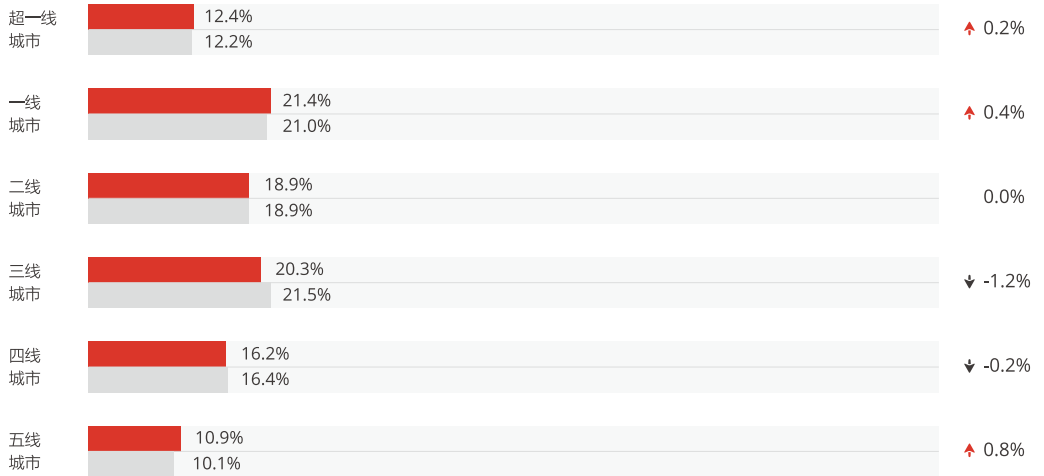 超一线
城市
12.4%
12.2%
0.2%
一线
城市
21.4%
21.0%
0.4%
二线
城市
18.9%
18.9%
0.0%
三线
城市
20.3%
21.5%
-1.2%
四线
城市
16.2%
16.4%
-0.2%
五线
城市
10.9%
10.1%
0.8%